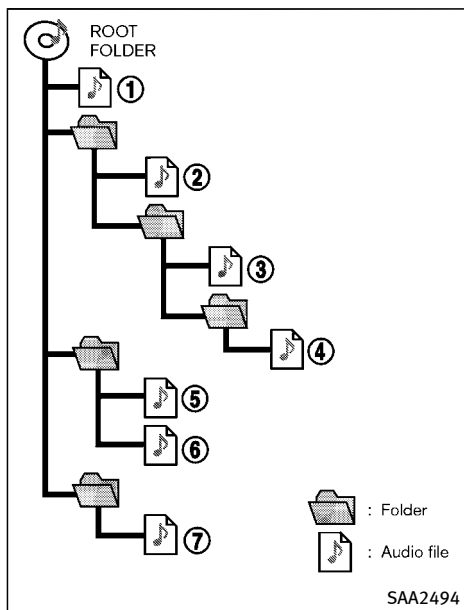 ROOT
FOLDER
①
②
③
④
⑤
⑥
⑦
: Folder
: Audio file
SAA2494